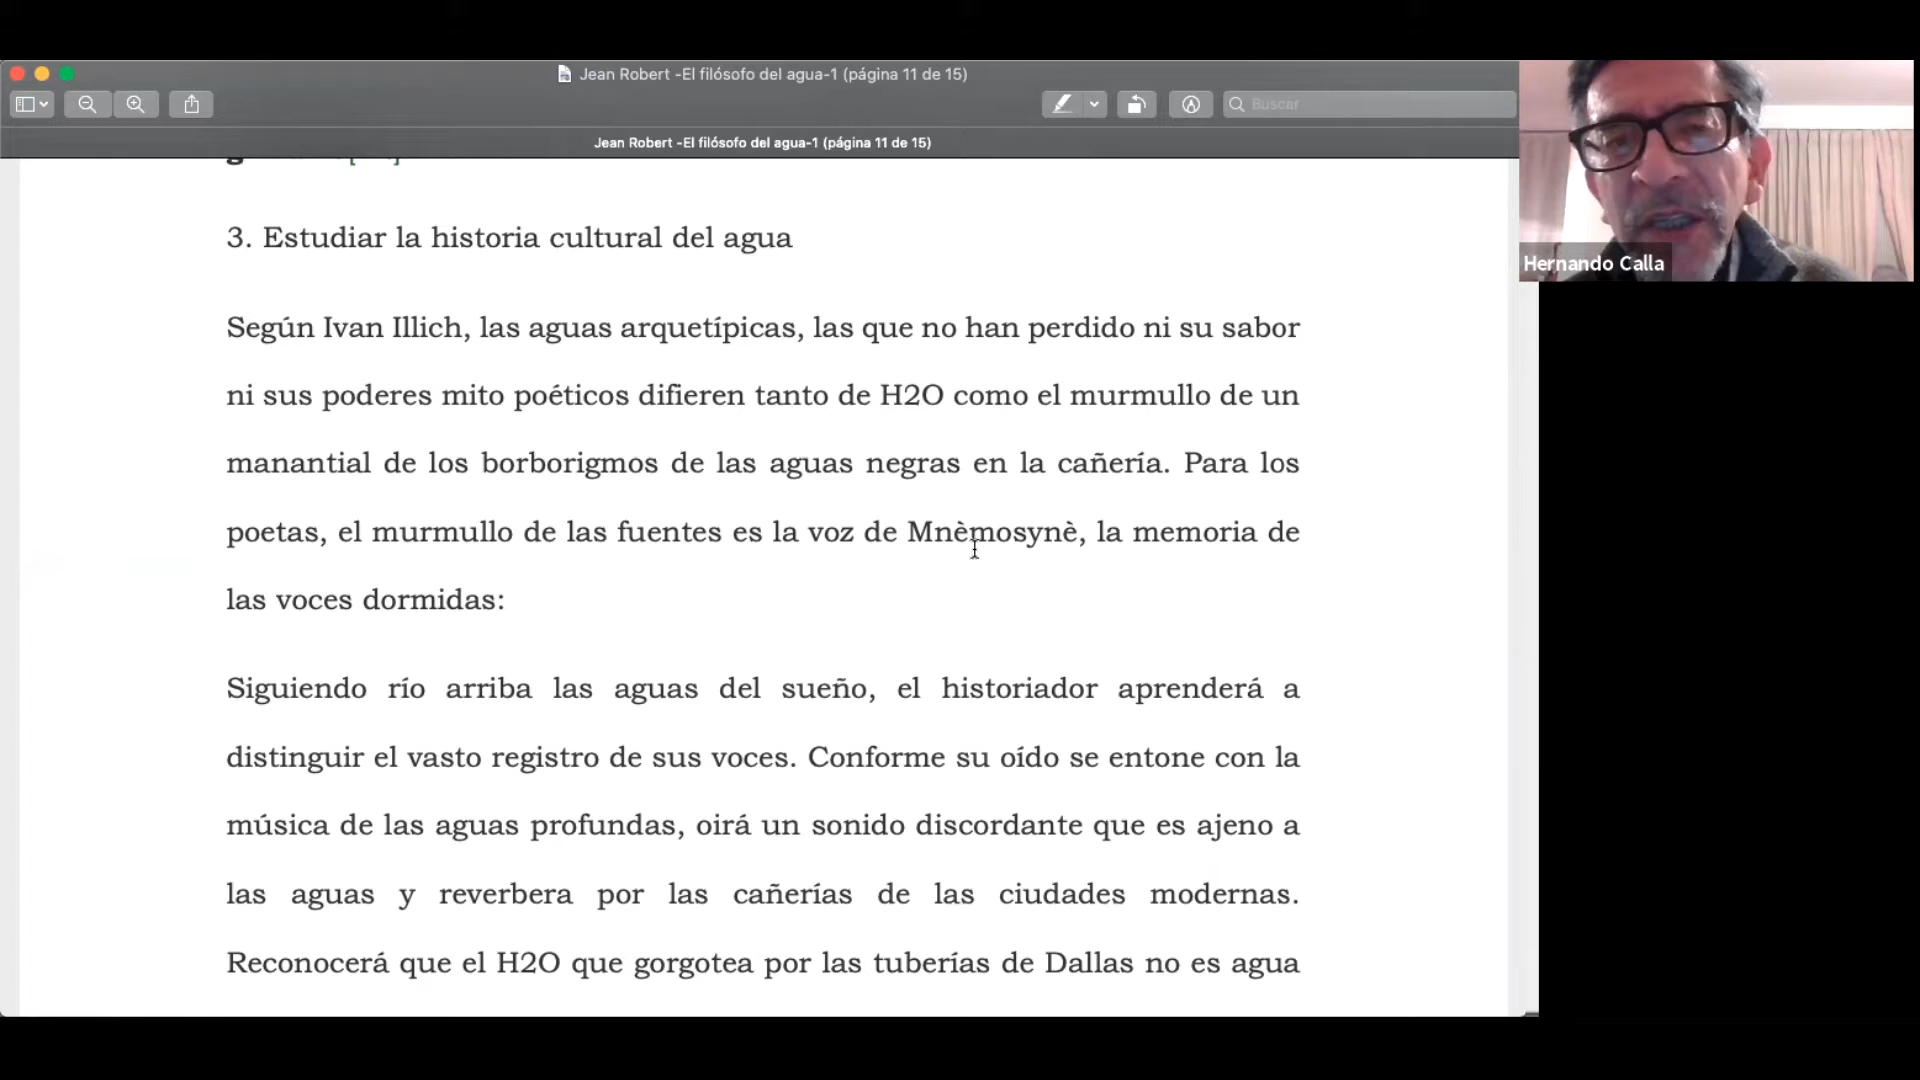 Jean Robert -El filósofo del agua-1 (página 11 de 15)
Buscar
Jean Robert -El filósofo del agua-1 (página 11 de 15)
Hernando Calla
3. Estudiar la historia cultural del agua
Según Ivan Illich, las aguas arquetípicas, las que no han perdido ni su sabor
ni sus poderes mito poéticos difieren tanto de H2O como el murmullo de un
manantial de los borborigmos de las aguas negras en la cañería. Para los
poetas, el murmullo de las fuentes es la voz de Mnèmosynè, la memoria de
las voces dormidas:
Siguiendo río arriba las aguas del sueño, el historiador aprenderá a
distinguir el vasto registro de sus voces. Conforme su oído se entone con la
música de las aguas profundas, oirá un sonido discordante que es ajeno a
las aguas y reverbera por las cañerías de las ciudades modernas.
Reconocerá que el H2O que gorgotea por las tuberías de Dallas no es agua